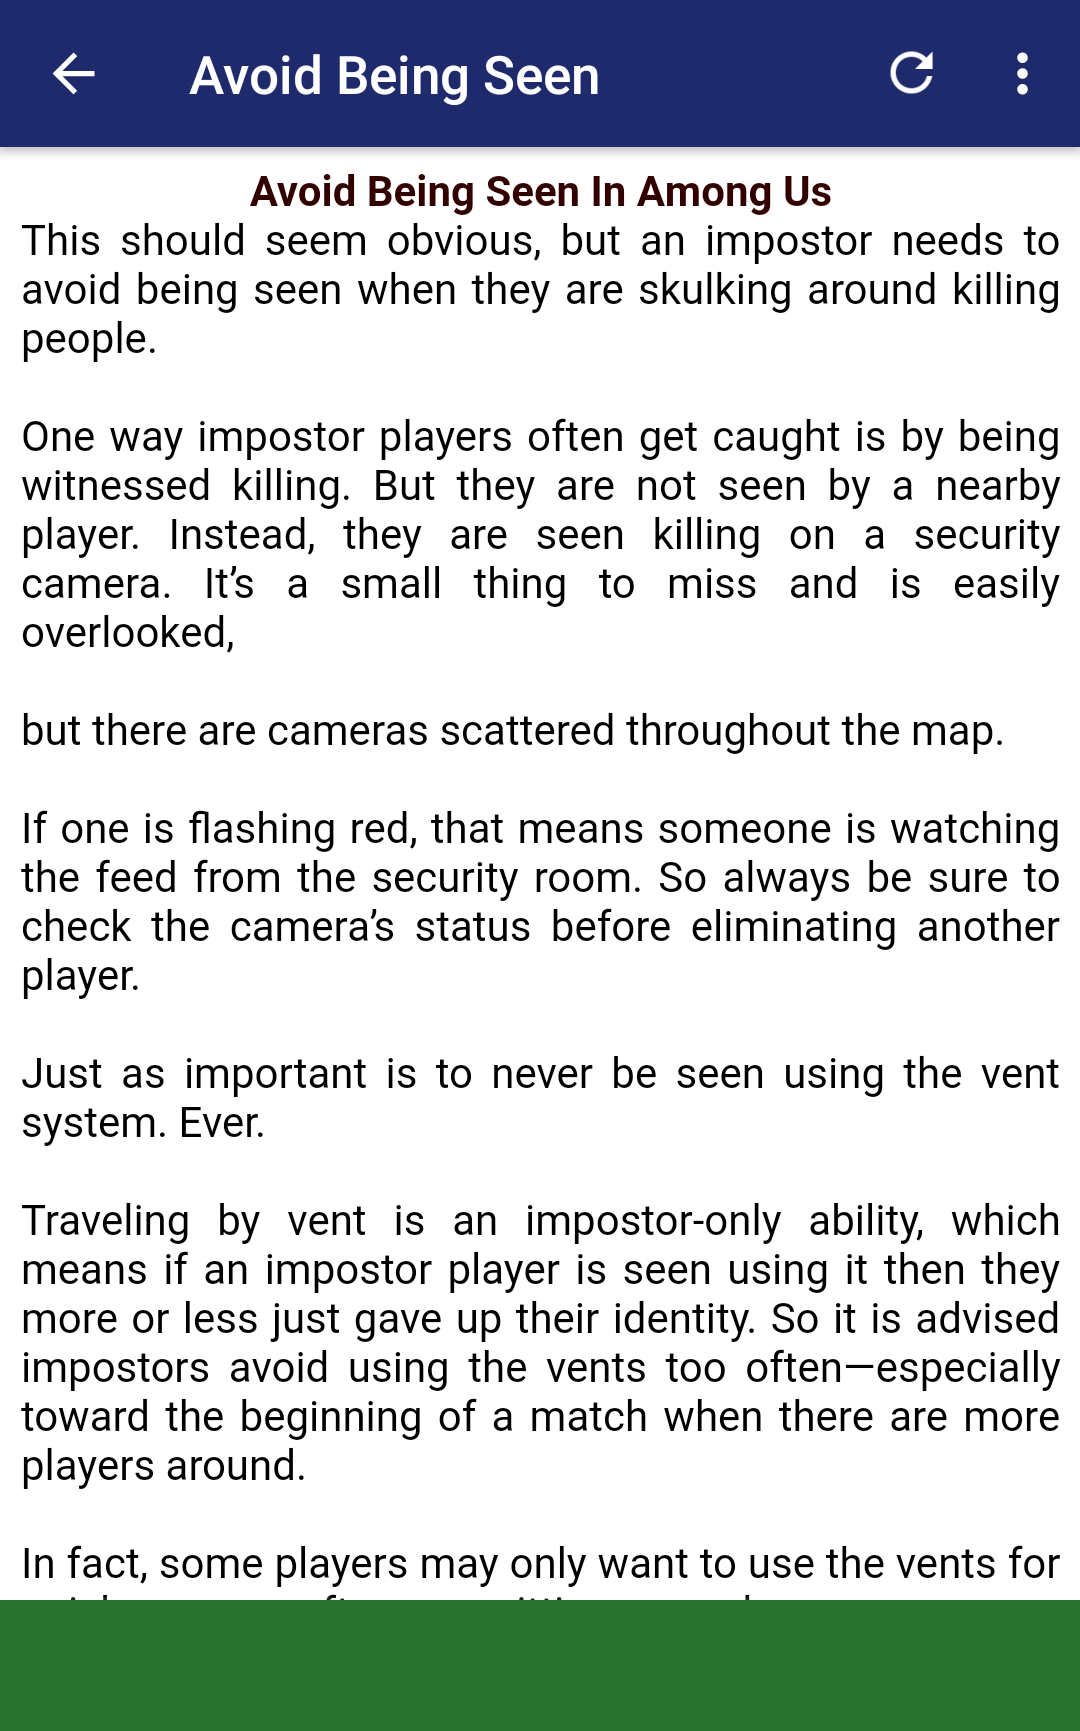 Avoid Being Seen
Avoid Being Seen In Among Us
This should seem obvious, but an impostor needs to
avoid being seen when they are skulking around killing
people.
One way impostor players often get caught is by being
witnessed killing. But they are not seen by a nearby
player. Instead, they are seen killing on a security
camera. It’s a small thing to miss and is easily
overlooked,
but there are cameras scattered throughout the map.
If one is flashing red, that means someone is watching
the feed from the security room. So always be sure to
check the camera’s status before eliminating another
player.
Just as important is to never be seen using the vent
system. Ever.
Traveling by vent is an impostor-only ability, which
means if an impostor player is seen using it then they
more or less just gave up their identity. So it is advised
impostors avoid using the vents too often—especially
toward the beginning of a match when there are more
players around.
In fact, some players may only want to use the vents for